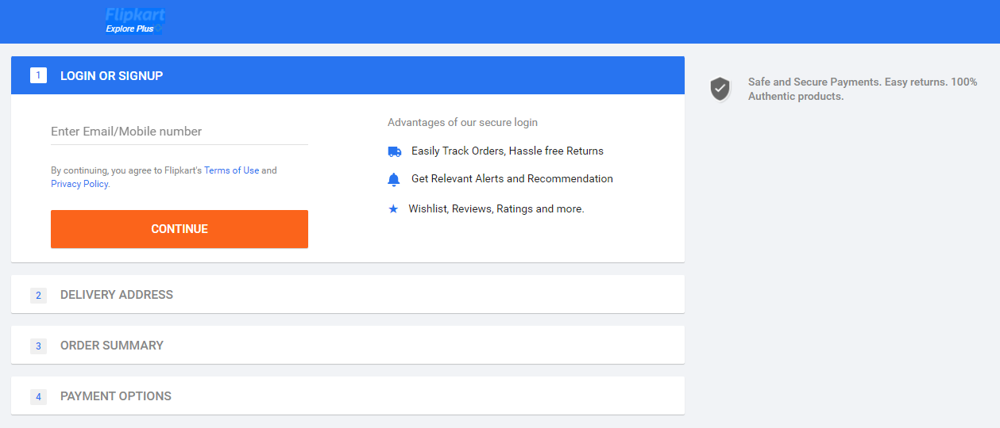 Flipkart
Explore Plus
1 LOGIN OR SIGNUP
Enter Email/Mobile number
By continuing, you agree to Flipkart's Terms of Use and
Privacy Policy.
CONTINUE
Advantages of our secure login
Easily Track Orders, Hassle free Returns
Get Relevant Alerts and Recommendation
Wishlist, Reviews, Ratings and more.
Safe and Secure Payments. Easy returns. 100%
Authentic products.
2 DELIVERY ADDRESS
3 ORDER SUMMARY
4 PAYMENT OPTIONS